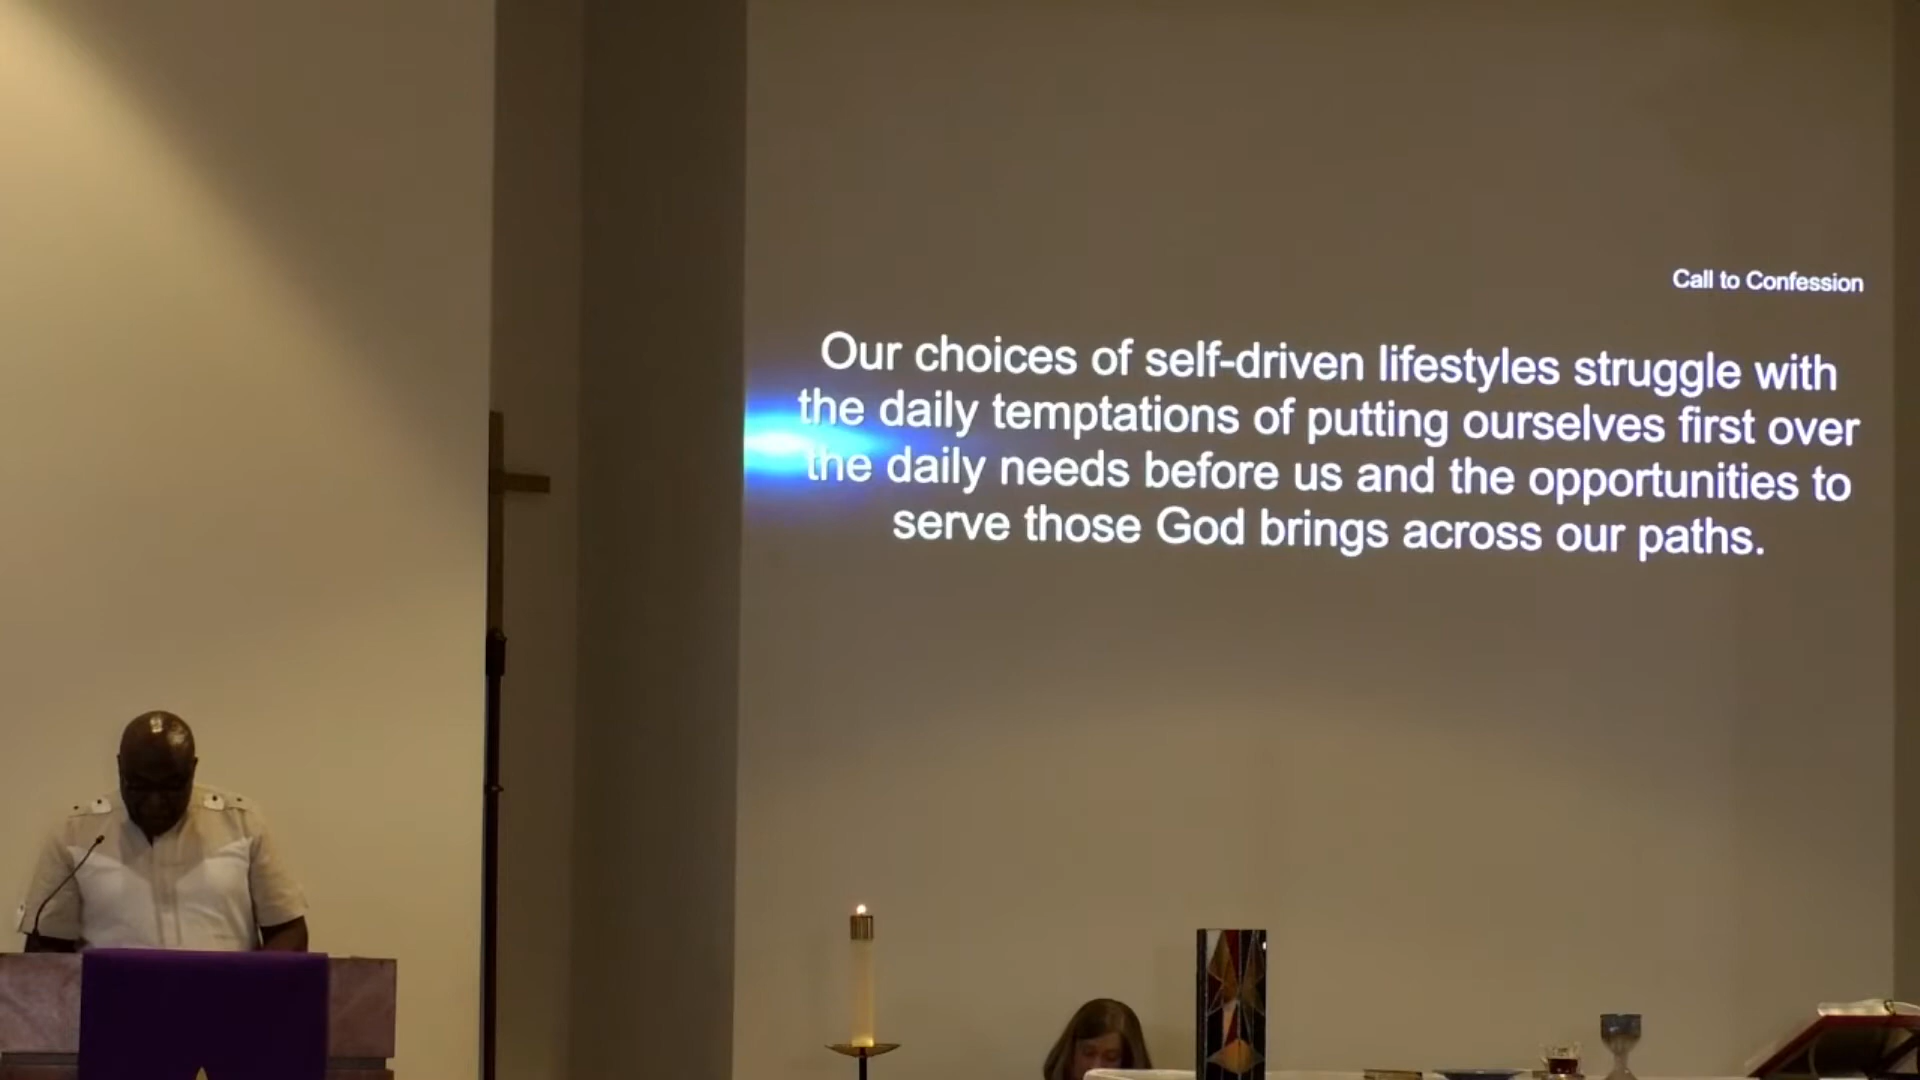 Call to Confession
Our choices of self-driven lifestyles struggle with
the daily temptations of putting ourselves first over
the daily needs before us and the opportunities to
serve those God brings across our paths.